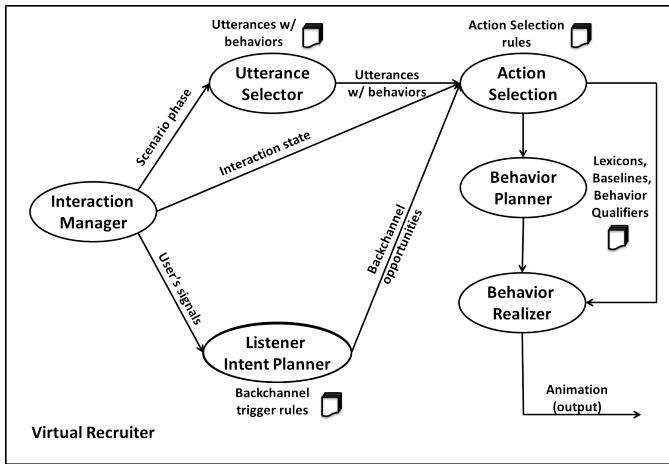 Utterances w/
behaviors
Action Selection
rules
Utterance
Selector
Utterances
w/ behaviors
Action
Selection
Scenario phase
Interaction state
Lexicons,
Baselines,
Behavior
Qualifiers
Behavior
Planner
Interaction
Manager
Backchannel
opportunities
User's signals
Behavior
Realizer
Listener
Intent Planner
Backchannel
trigger rules
Animation
(output)
Virtual Recruiter